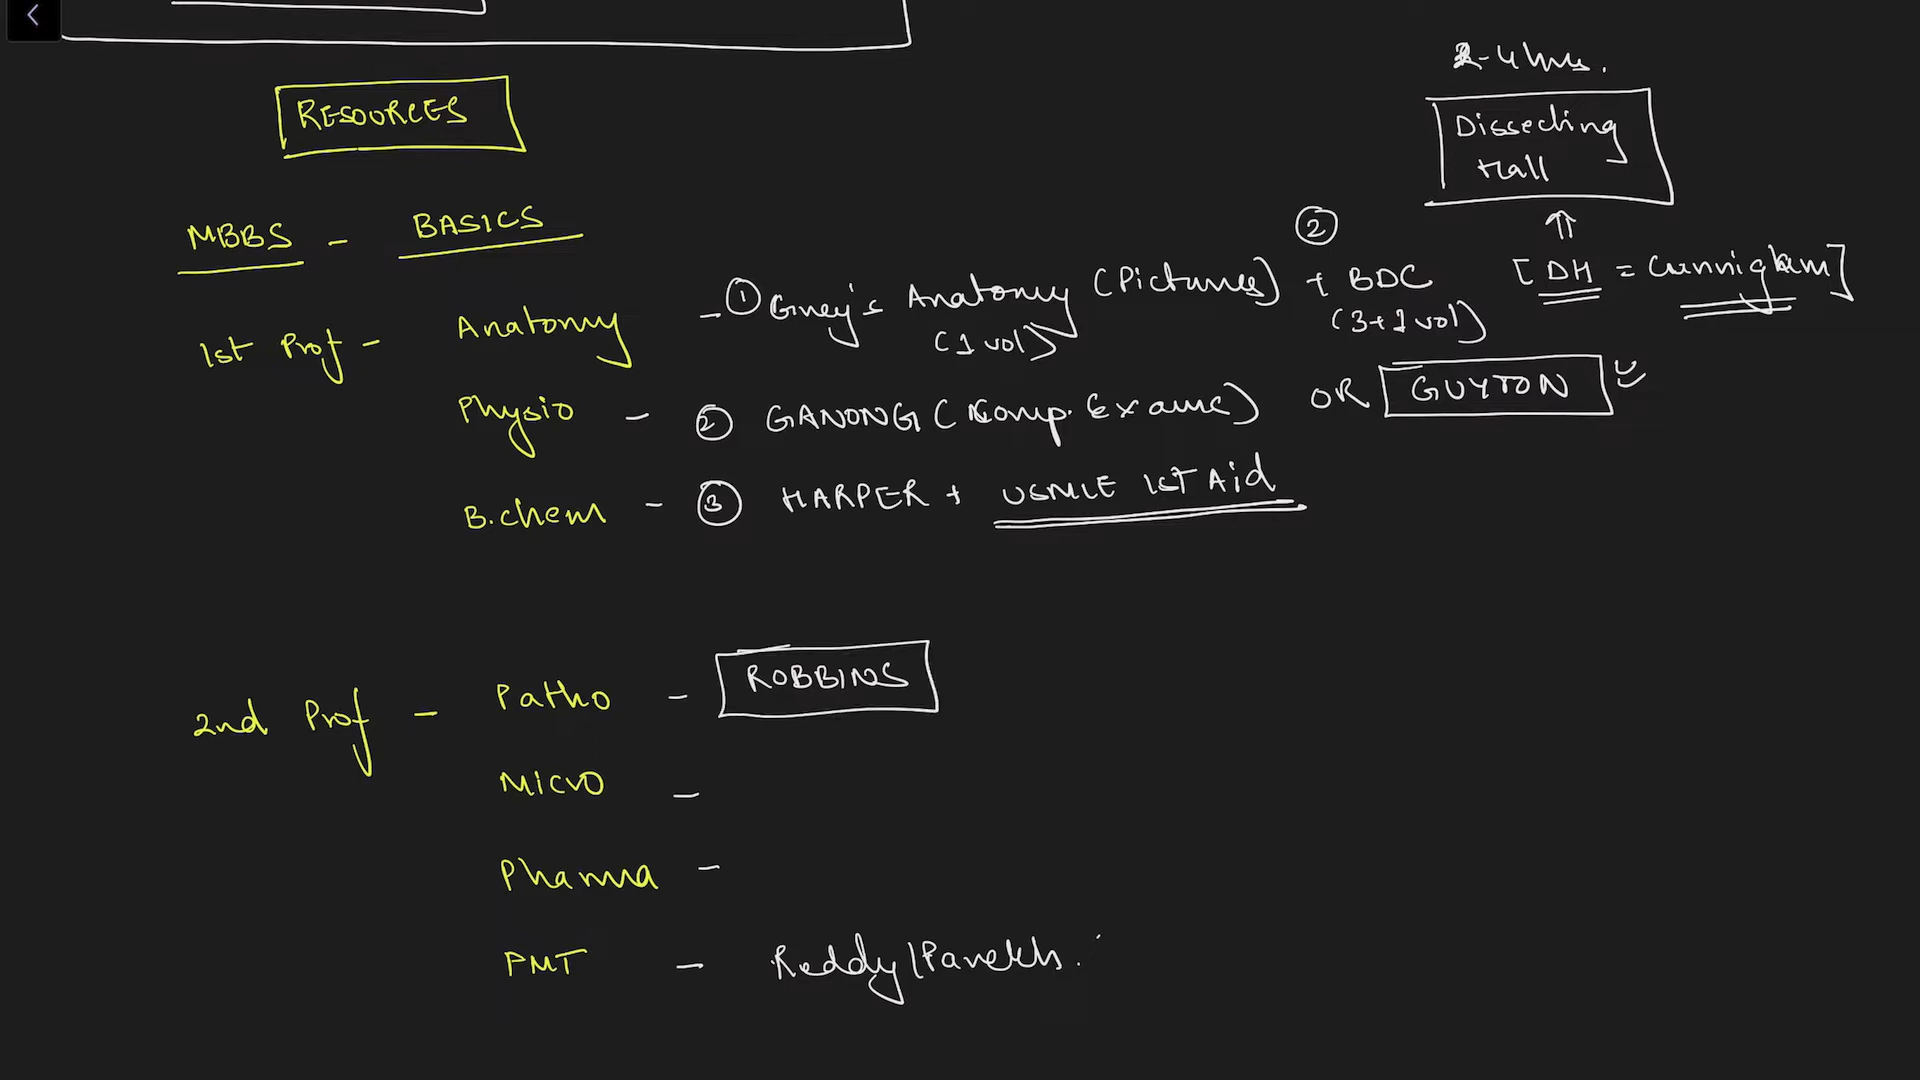 2-4 hrs.
RESOURCES
Dissecting
Hall
MBBS - BASICS
1st Prof - Anatomy - ① Grey's Anatomy (Pictures) + ② BDC [DH = Cunnigham]
(1 vol) (3+1 vol)
Physio - ② GANONG (Comp. Exams) OR GUYTON
B.chem - ③ HARPER + USMLE 1ST Aid
2nd Prof - Patho - ROBBINS
Micro -
Pharma -
FMT - Reddy/Parekh.